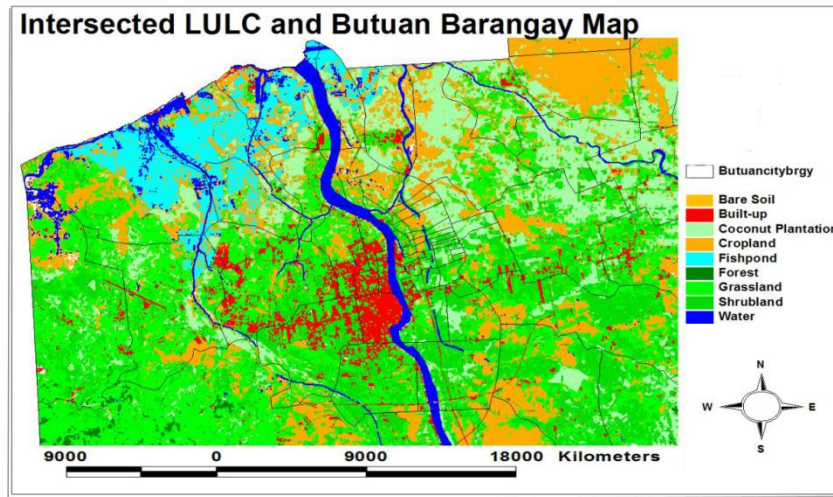 Intersected LULC and Butuan Barangay Map
Butuancitybrgy
Bare Soil
Built-up
Coconut Plantation
Cropland
Fishpond
Forest
Grassland
Shrubland
Water
N
W E
S
9000 0 9000 18000 Kilometers